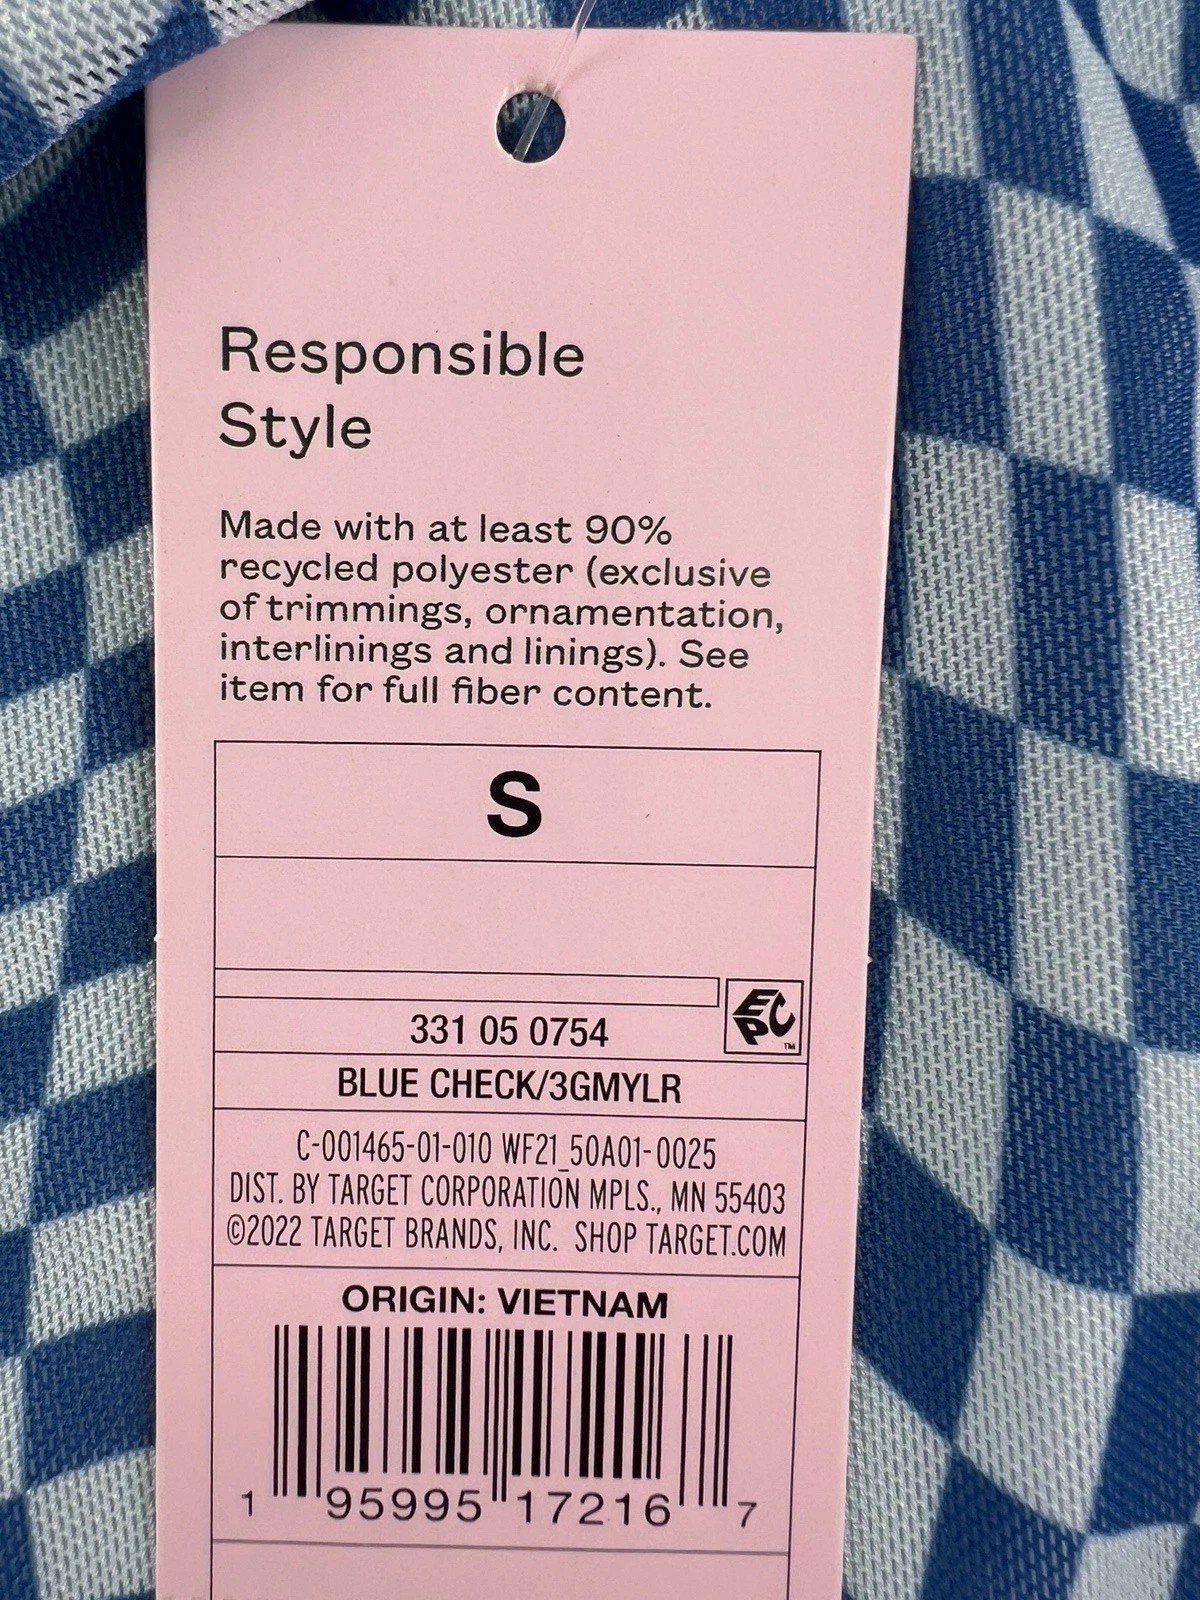 Responsible
Style
Made with at least 90%
recycled polyester (exclusive
of trimmings, ornamentation,
interlinings and linings). See
item for full fiber content.
S
EPC
TM
331 05 0754
BLUE CHECK/3GMYLR
C-001465-01-010 WF21_50A01-0025
DIST. BY TARGET CORPORATION MPLS., MN 55403
©2022 TARGET BRANDS, INC. SHOP TARGET.COM
ORIGIN: VIETNAM
1 95995 17216 7